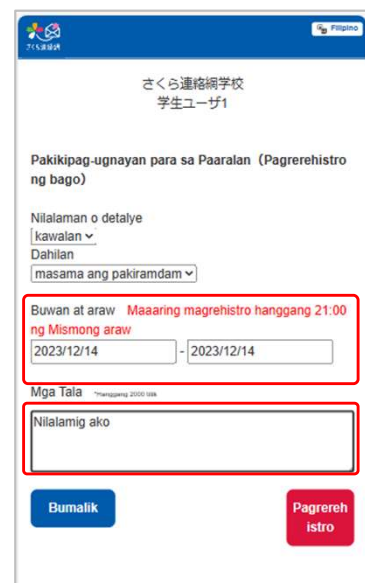 さくら連絡網
Filipino
さくら連絡網学校
学生ユーザ1
Pakikipag-ugnayan para sa Paaralan（Pagrerehistro
ng bago）
Nilalaman o detalye
kawalan
Dahilan
masama ang pakiramdam
Buwan at araw Maaaring magrehistro hanggang 21:00
ng Mismong araw
2023/12/14 - 2023/12/14
Mga Tala *Hanggang 2000 titik
Nilalamig ako
Bumalik
Pagrereh
istro